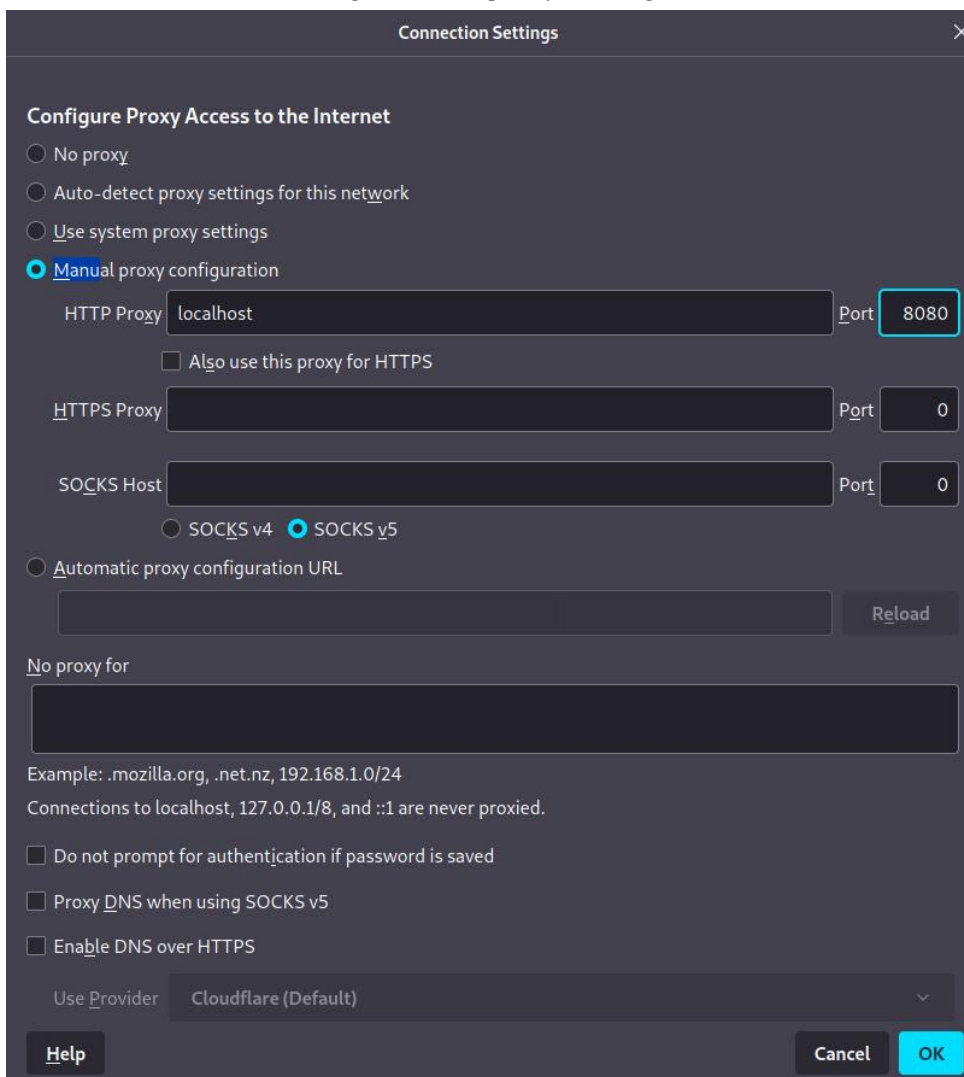 Connection Settings
Configure Proxy Access to the Internet
No proxy
Auto-detect proxy settings for this network
Use system proxy settings
Manual proxy configuration
HTTP Proxy localhost Port 8080
Also use this proxy for HTTPS
HTTPS Proxy Port 0
SOCKS Host Port 0
SOCKS v4 SOCKS v5
Automatic proxy configuration URL
Reload
No proxy for
Example: .mozilla.org, .net.nz, 192.168.1.0/24
Connections to localhost, 127.0.0.1/8, and ::1 are never proxied.
Do not prompt for authentication if password is saved
Proxy DNS when using SOCKS v5
Enable DNS over HTTPS
Use Provider Cloudflare (Default)
Help Cancel OK